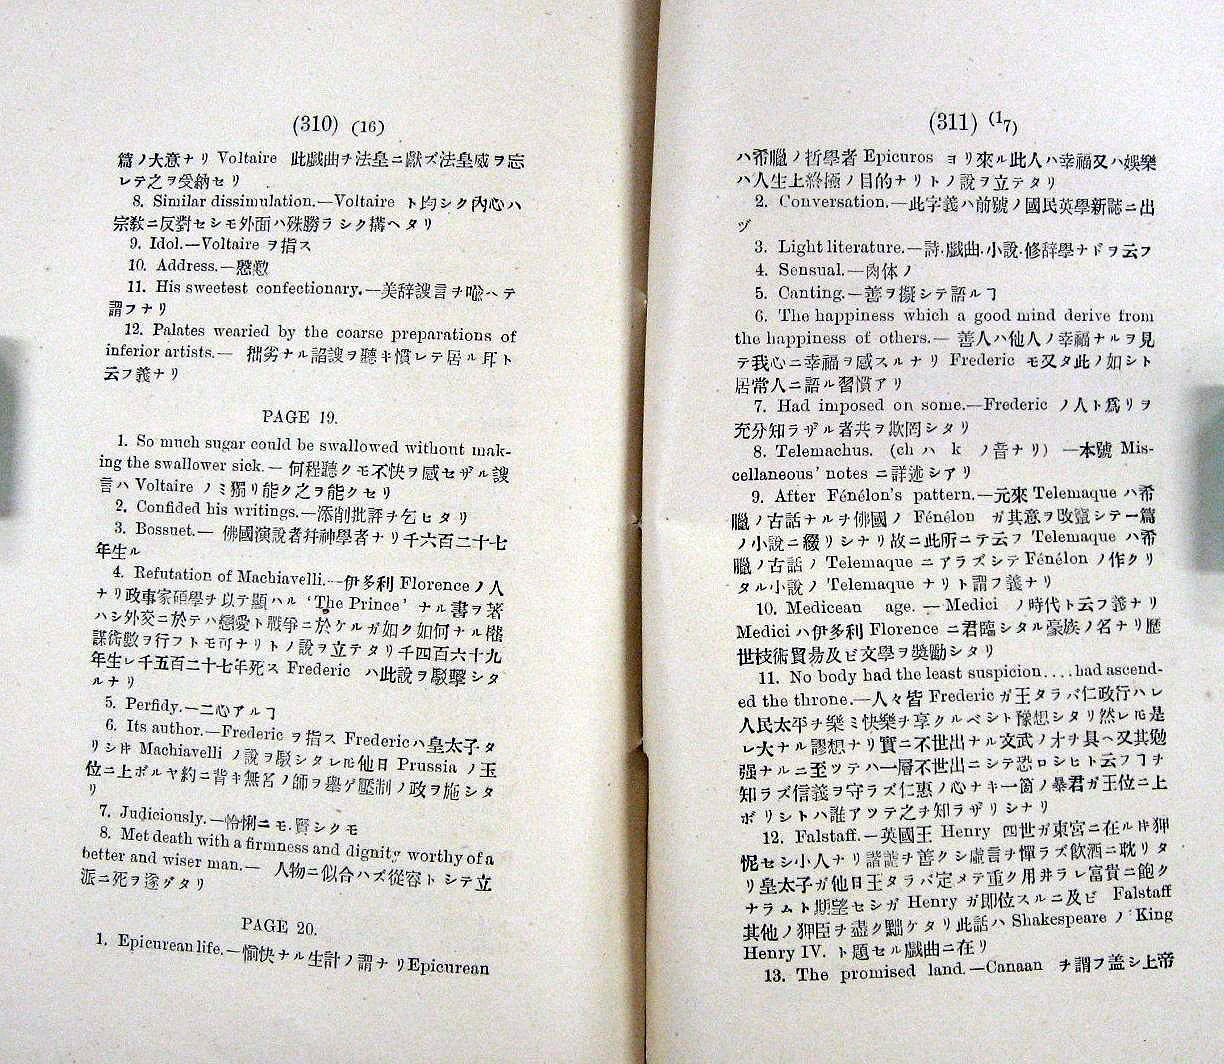 (310) (16)
篇ノ大意ナリ Voltaire 此戯曲チ法皇ニ獻ズ法皇威ヲ忘
レテ之ヲ受納セリ
8. Similar dissimulation.—Voltaire ト均シク內心ハ
宗敎ニ反對セシモ外面ハ殊勝ラシク搆ヘタリ
9. Idol.—Voltaire ヲ指ス
10. Address.—慇懃
11. His sweetest confectionary.—美辞謏言チ喩ヘテ
謂フナリ
12. Palates wearied by the coarse preparations of
inferior artists.— 拙劣ナル謟謏ヲ聽キ慣レテ居ル耳ト
云フ義ナリ
PAGE 19.
1. So much sugar could be swallowed without mak-
ing the swallower sick.— 何程聽クモ不快ヲ感セザル謏
言ハ Voltaire ノミ獨リ能ク之ヲ能クセリ
2. Confided his writings.—添削批評チ乞ヒタリ
3. Bossuet.— 佛國演說者幷神學者ナリ千六百二十七
年生ル
4. Refutation of Machiavelli.—伊多利 Florence ノ人
ナリ政事家碩學チ以テ顯ハル 'The Prince' ナル書ヲ著
ハシ外交ニ於テハ戀愛ト戰爭ニ於ケルガ如ク如何ナル權
謀術數ヲ行フトモ可ナリトノ說ヲ立テタリ千四百六十九
年生レ千五百二十七年死ス Frederic ハ此說ヲ駁擊シタ
ルナリ
5. Perfidy.—二心アルヿ
6. Its author.—Frederic ヲ指ス Frederic ハ皇太子タ
リシキ Machiavelli ノ說ヲ駁シタレ𪜈他日 Prussia ノ玉
位ニ上ボルヤ約ニ背キ無名ノ師ヲ擧ゲ壓制ノ政ヲ施シタ
リ
7. Judiciously.—怜悧ニモ·賢シクモ
8. Met death with a firmness and dignity worthy of a
better and wiser man.— 人物ニ似合ハズ從容トシテ立
派ニ死ヲ遂ゲタリ
PAGE 20.
1. Epicurean life.—愉快ナル生計ノ謂ナリ Epicurean
(311) (17)
ハ希臘ノ哲學者 Epicuros ヨリ來ル此人ハ幸福又ハ娛樂
ハ人生上終極ノ目的ナリトノ說ヲ立テタリ
2. Conversation.—此字義ハ前號ノ國民英學新誌ニ出
ヅ
3. Light literature.—詩·戯曲·小說·修辞學ナドヲ云フ
4. Sensual.—肉体ノ
5. Canting.—善ヲ擬シテ語ルヿ
6. The happiness which a good mind derive from
the happiness of others.— 善人ハ他人ノ幸福ナルヲ見
テ我心ニ幸福ヲ感スルナリ Frederic モ又タ此ノ如シト
居常人ニ語ル習慣アリ
7. Had imposed on some.—Frederic ノ人ト爲リヲ
充分知ラザル者共ヲ欺罔シタリ
8. Telemachus. (ch ハ k ノ音ナリ) —本號 Mis-
cellaneous' notes ニ詳述シアリ
9. After Fénélon's pattern.—元來 Telemaque ハ希
臘ノ古話ナルチ佛國ノ Fénélon ガ其意ヲ改竄シテ一篇
ノ小說ニ綴リシナリ故ニ此所ニテ云フ Telemaque ハ希
臘ノ古話ノ Telemaque ニアラズシテ Fénélon ノ作クリ
タル小說ノ Telemaque ナリト謂フ義ナリ
10. Medicean age. — Medici ノ時代ト云フ義ナリ
Medici ハ伊多利 Florence ニ君臨シタル豪族ノ名ナリ歷
世技術貿易及ビ文學ヲ奬勵シタリ
11. No body had the least suspicion....had ascend-
ed the throne.—人々皆 Frederic ガ王タラバ仁政行ハレ
人民太平チ樂ミ快樂チ享クルベシト豫想シタリ然レ𪜈是
レ大ナル謬想ナリ實ニ不世出ナル文武ノ才チ具ヘ又其勉
强ナルニ至ツテハ一層不世出ニシテ恐ロシヒト云フヿチ
知ラズ信義ヲ守ラズ仁惠ノ心ナキ一箇ノ暴君ガ王位ニ上
ボリシトハ誰アツテ之チ知ラザリシナリ
12. Falstaff.—英國王 Henry 四世ガ東宮ニ在ルキ狎
怩セシ小人ナリ諧謔チ善クシ虛言チ憚ラズ飮酒ニ耽リタ
リ皇太子ガ他日王タラバ定メテ重ク用井ラレ富貴ニ飽ク
ナラムト期望セシガ Henry ガ即位スルニ及ビ Falstaff
其他ノ狎臣チ盡ク黜ケタリ此話ハ Shakespeare ノ 'King
Henry IV. ト題セル戯曲ニ在リ
13. The promised land.—Canaan チ謂フ盖シ上帝